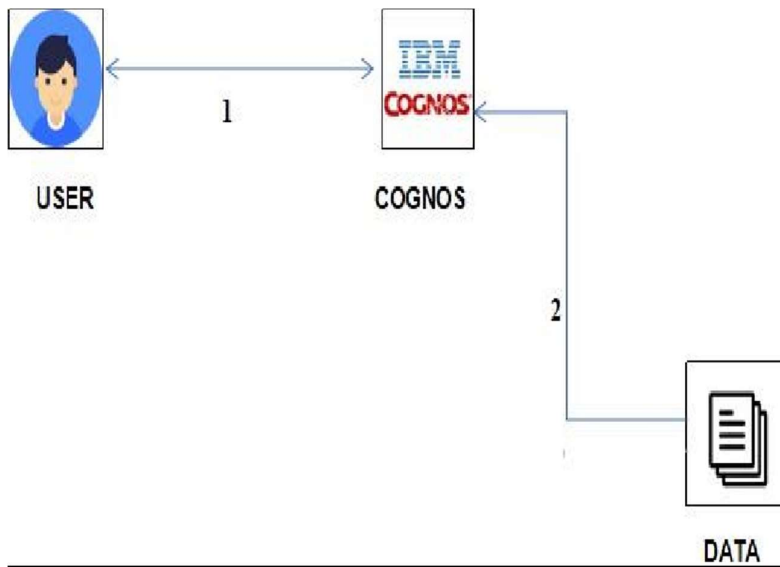 IBM
COGNOS
1
USER
COGNOS
2
DATA